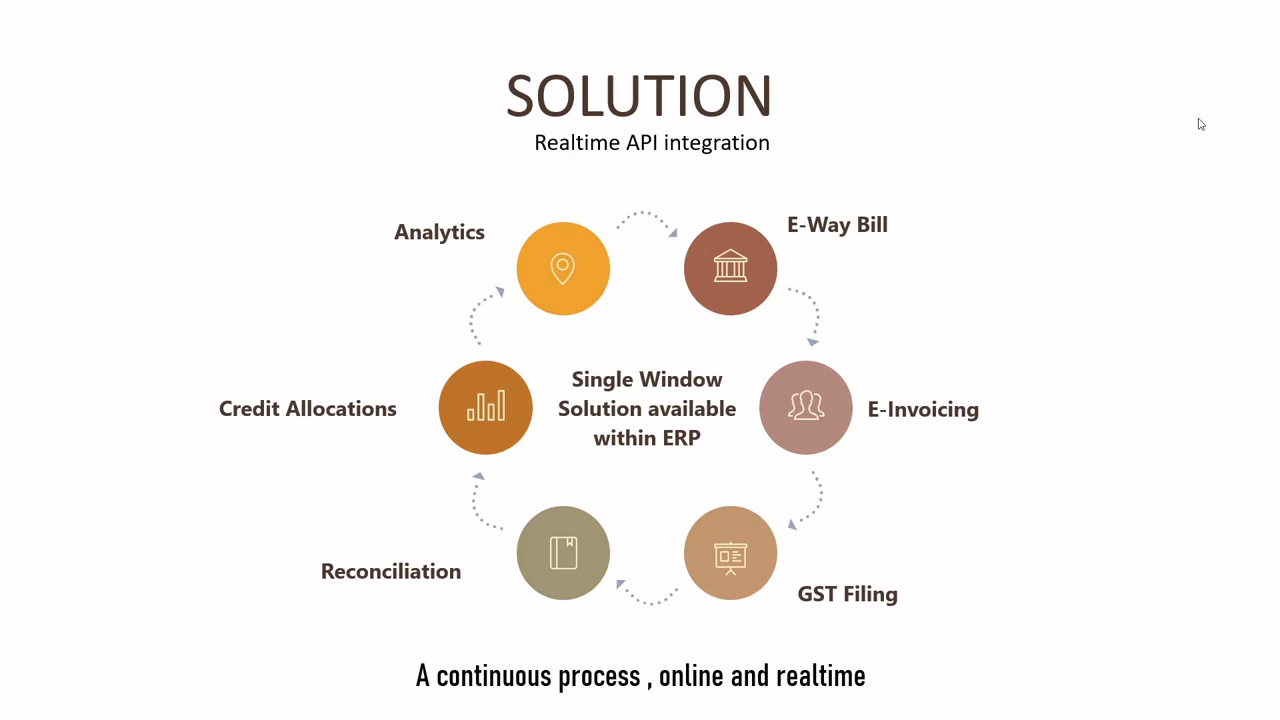 SOLUTION
Realtime API integration
Analytics
E-Way Bill
Single Window
Solution available
within ERP
Credit Allocations
E-Invoicing
Reconciliation
GST Filing
A continuous process , online and realtime